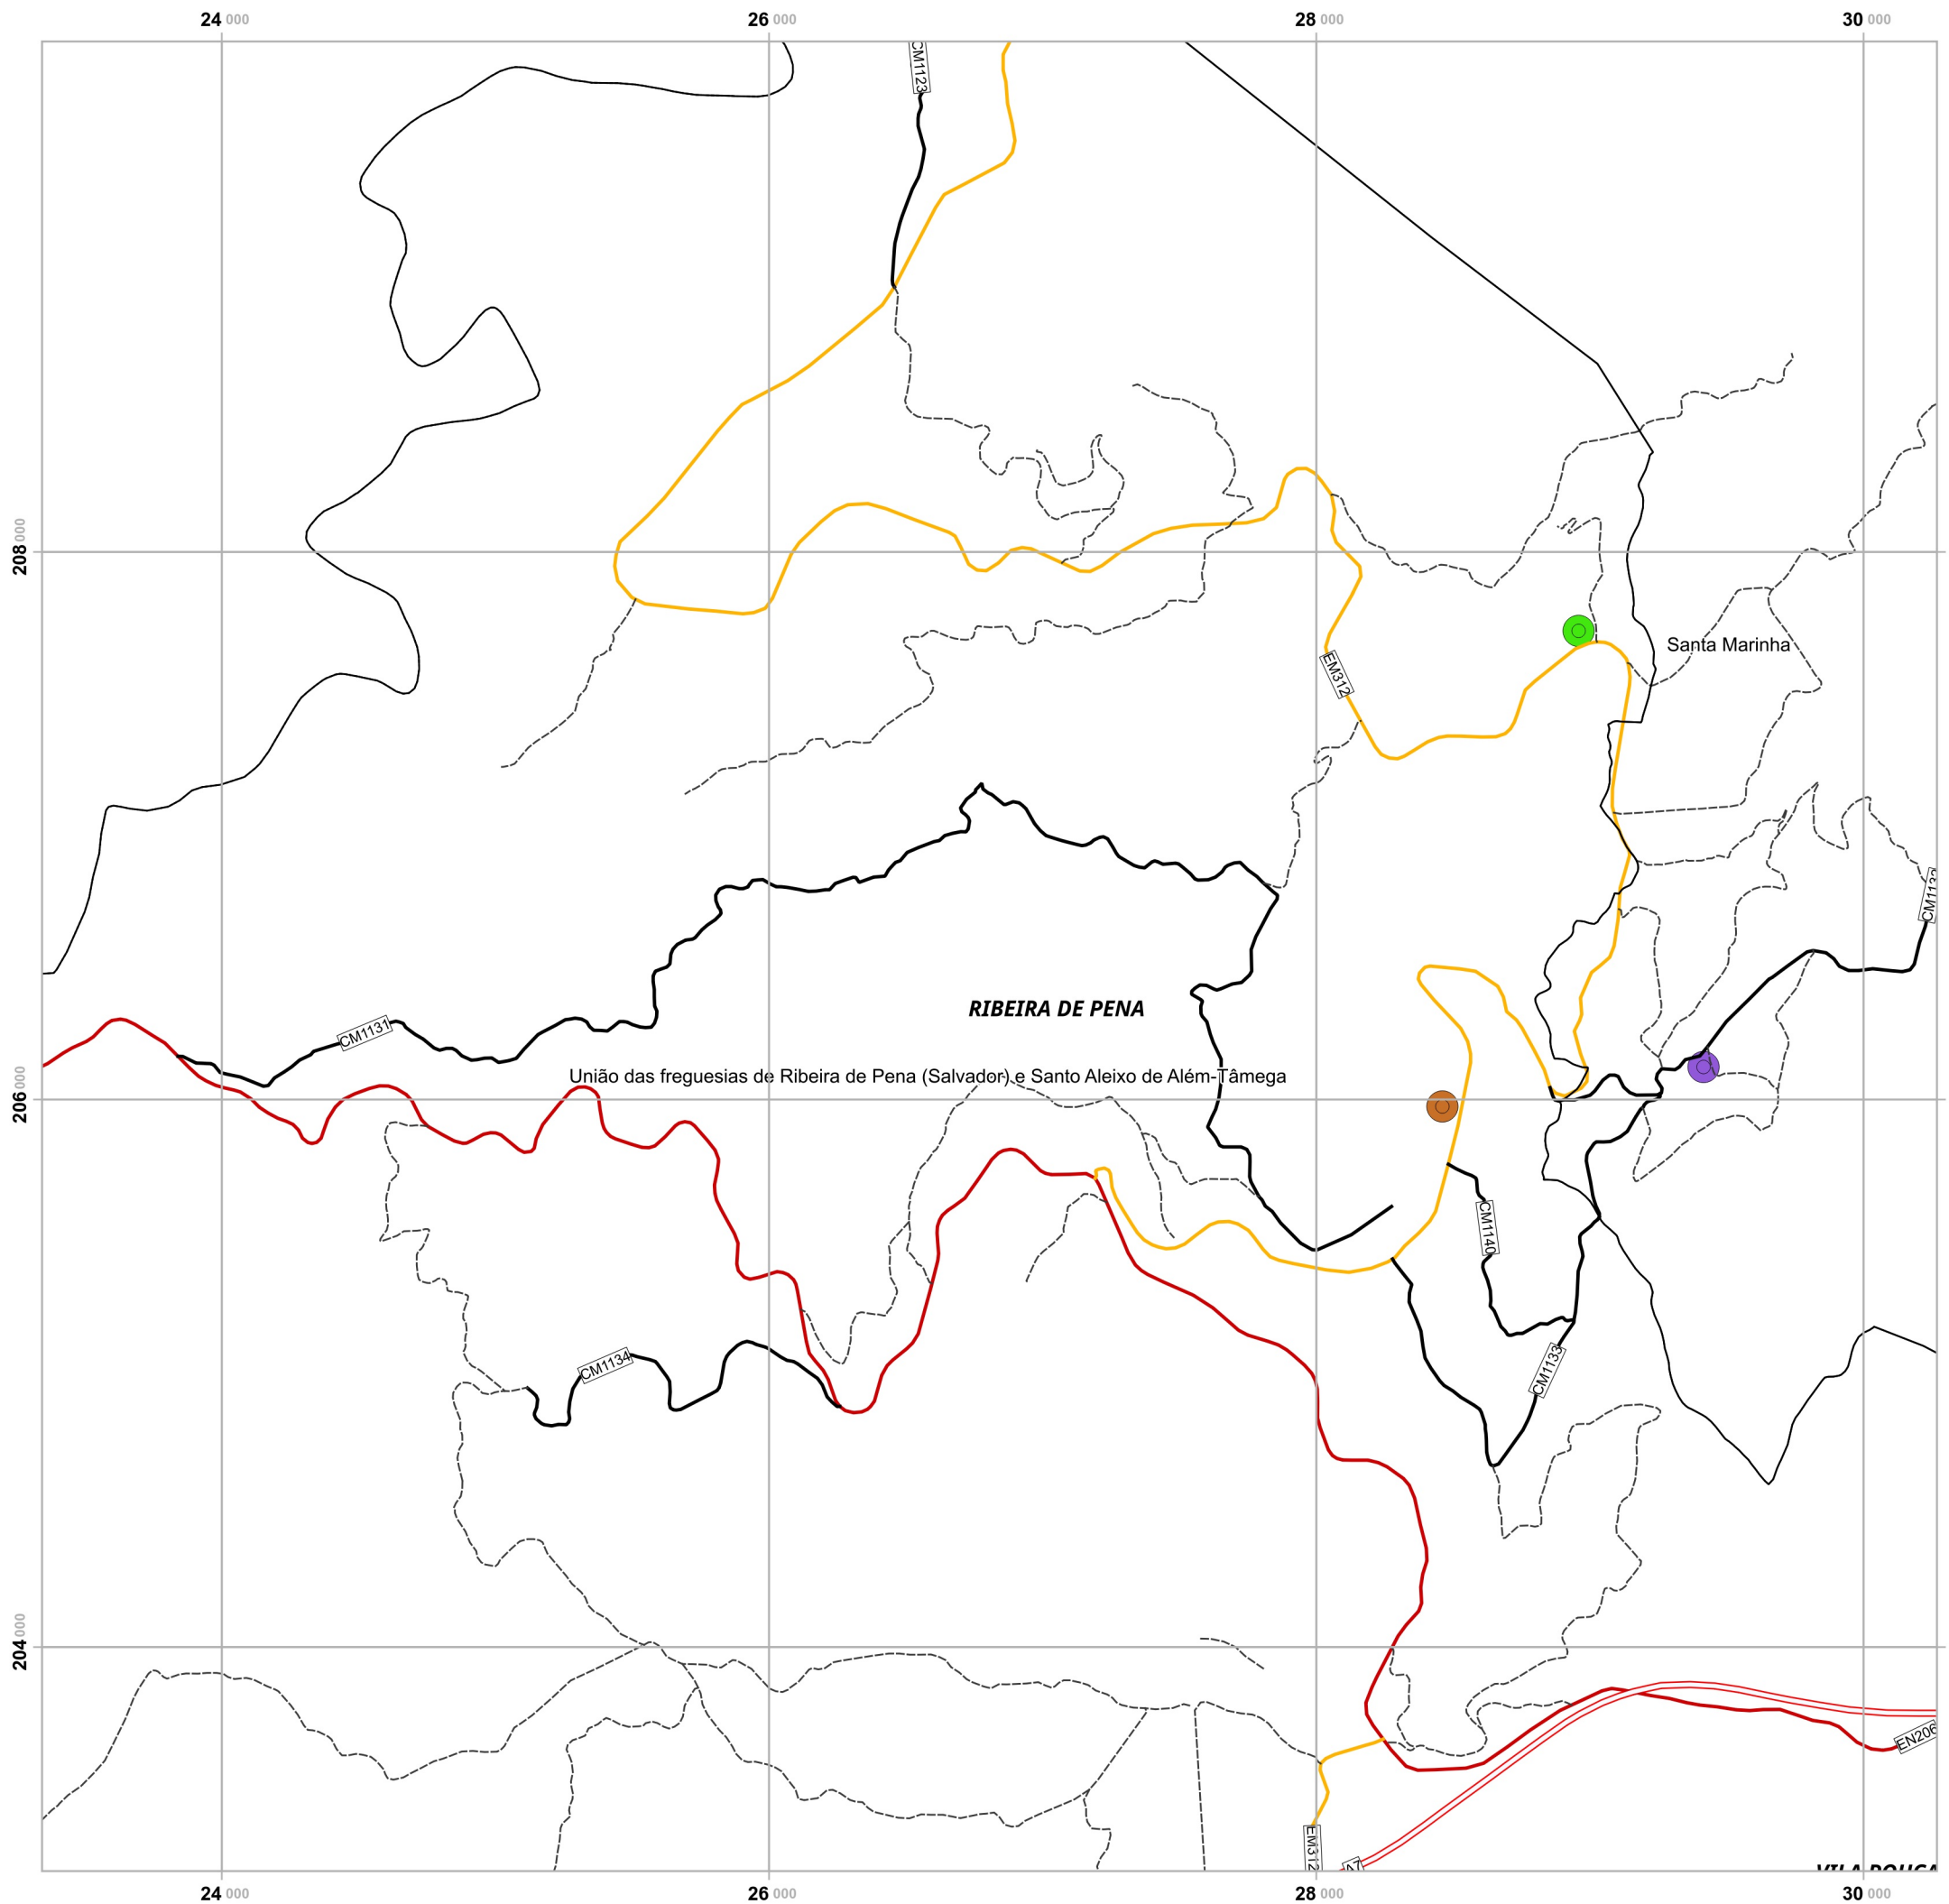 24 000 26 000 28 000 30 000
CM1123
208 000
EM312
Santa Marinha
CM1132
RIBEIRA DE PENA
CM1131
União das freguesias de Ribeira de Pena (Salvador) e Santo Aleixo de Além-Tâmega
206 000
CM1140
CM1134
CM1133
204 000
EN206
EM312
A7
24 000 26 000 28 000 30 000